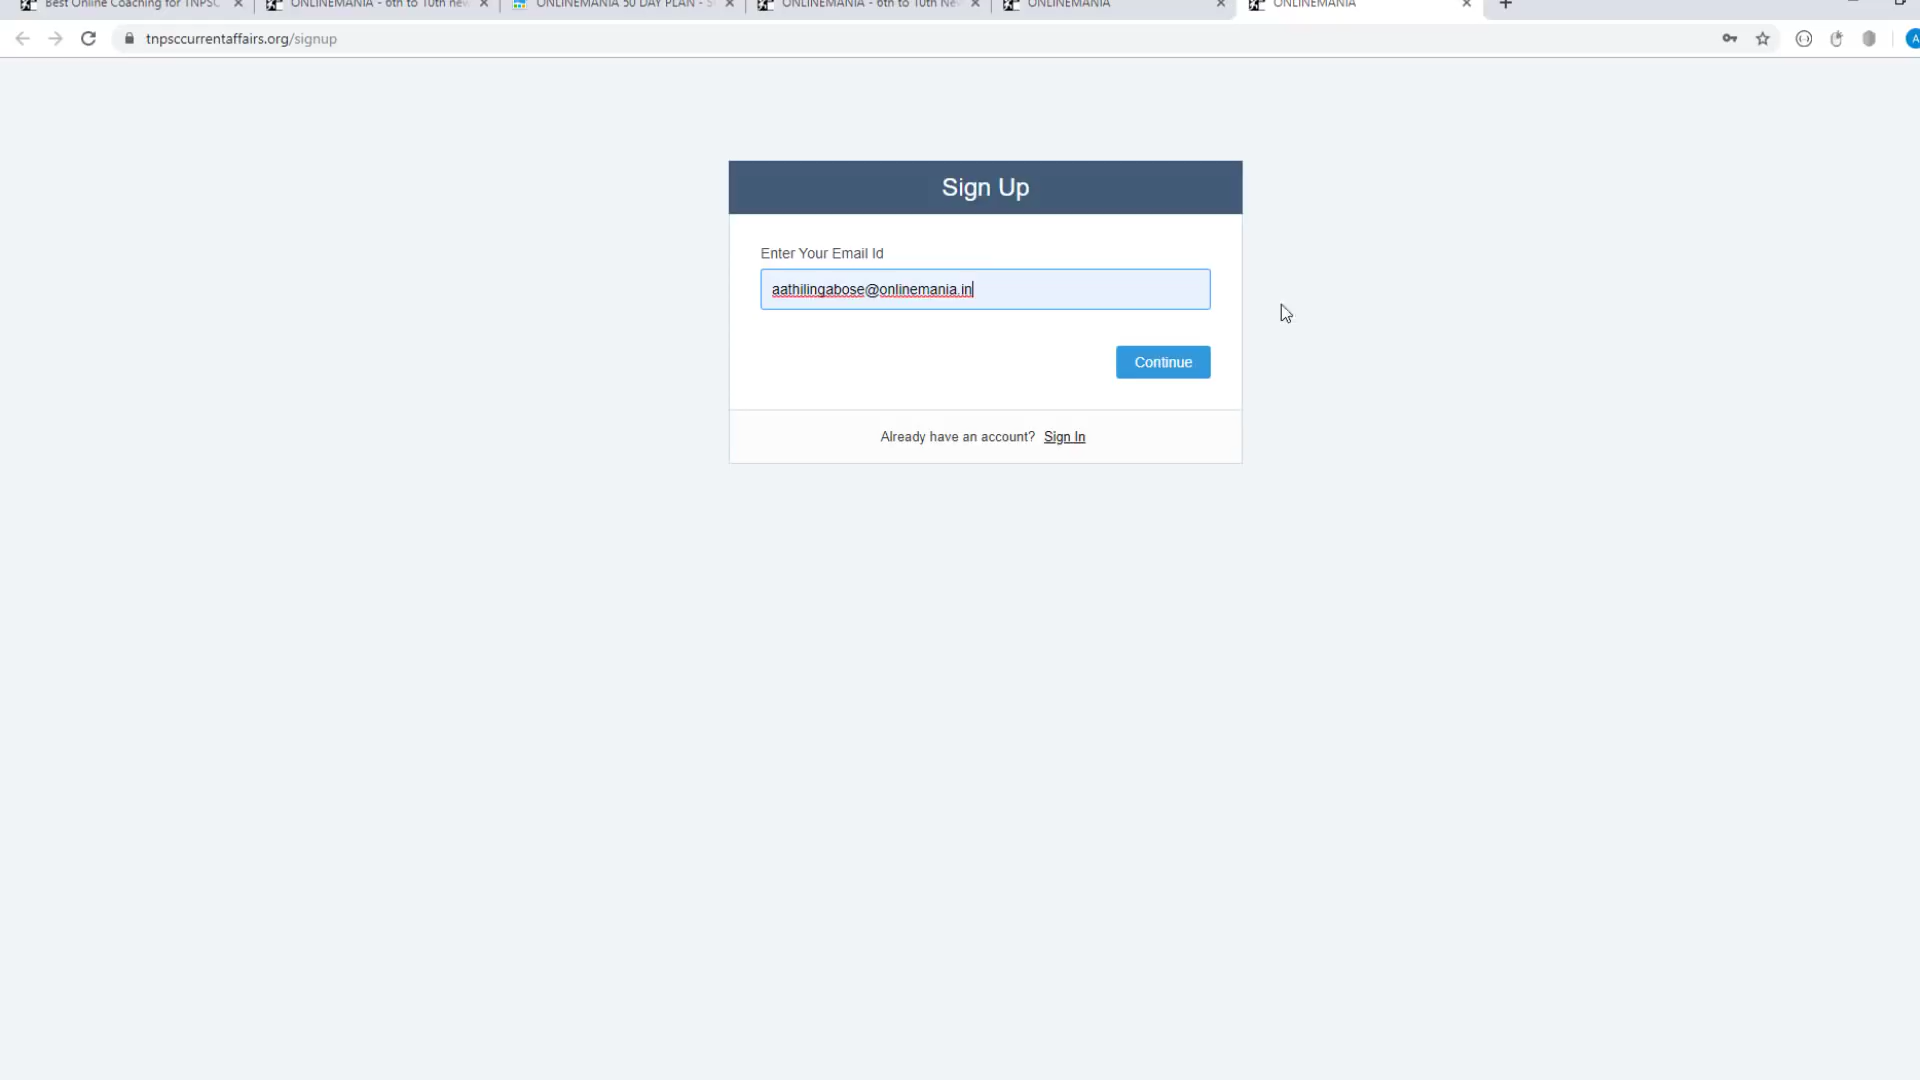 Best Online Coaching for TNPSC
ONLINEMANIA - 6th to 10th new
ONLINEMANIA 50 DAY PLAN - S
ONLINEMANIA - 6th to 10th Ne
ONLINEMANIA
ONLINEMANIA
tnpsccurrentaffairs.org/signup
A
Sign Up
Enter Your Email Id
aathilingabose@onlinemania.in
Continue
Already have an account? Sign In